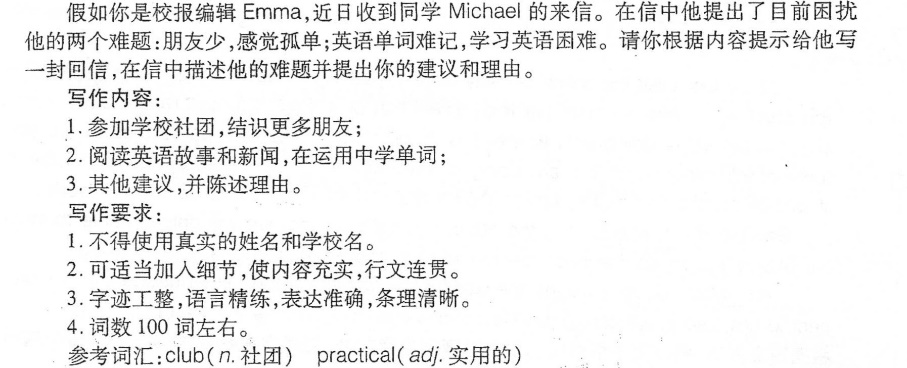 假如你是校报编辑 Emma,近日收到同学 Michael 的来信。在信中他提出了目前困扰
他的两个难题:朋友少,感觉孤单;英语单词难记,学习英语困难。请你根据内容提示给他写
一封回信,在信中描述他的难题并提出你的建议和理由。
写作内容:
1. 参加学校社团,结识更多朋友;
2. 阅读英语故事和新闻,在运用中学单词;
3. 其他建议,并陈述理由。
写作要求:
1. 不得使用真实的姓名和学校名。
2. 可适当加入细节,使内容充实,行文连贯。
3. 字迹工整,语言精练,表达准确,条理清晰。
4. 词数 100 词左右。
参考词汇:club(n. 社团) practical(adj. 实用的)